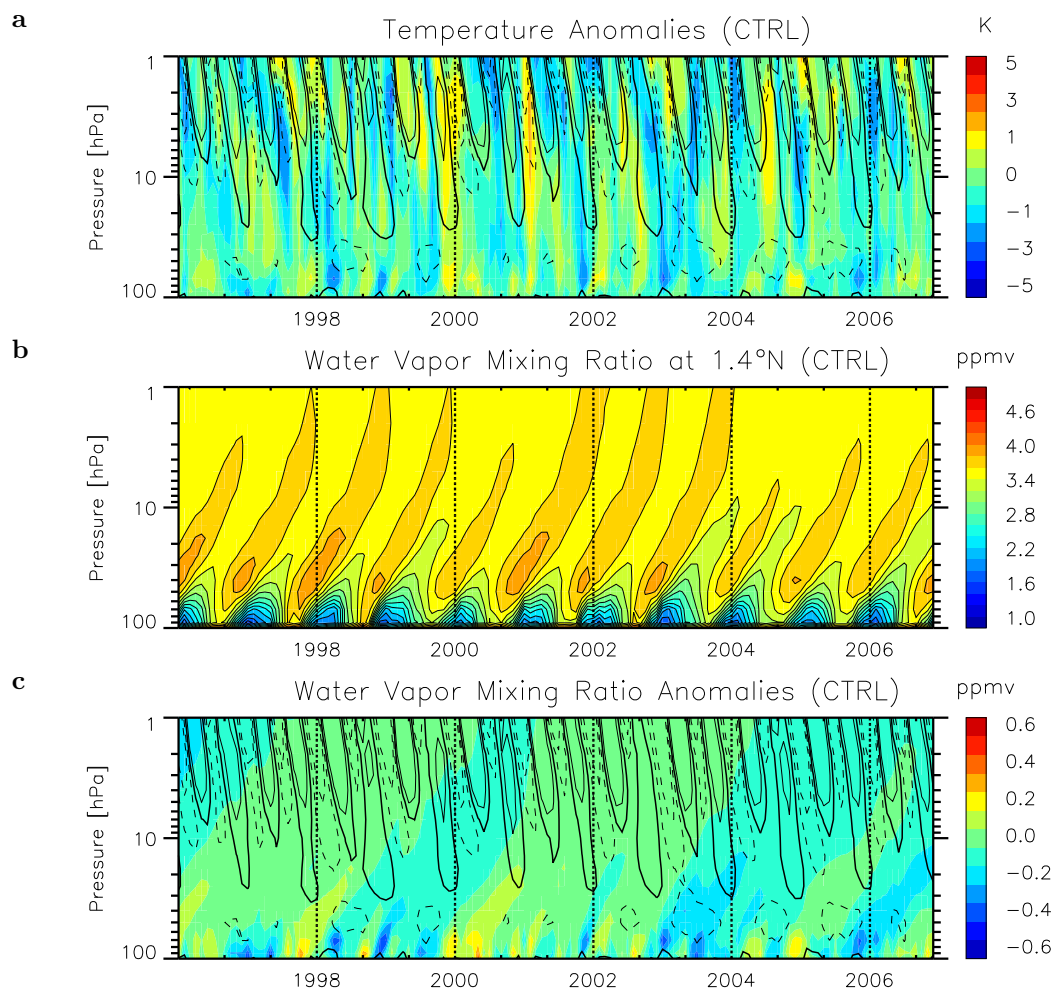 a
Temperature Anomalies (CTRL)
K
Pressure [hPa]
1
10
100
1998 2000 2002 2004 2006
5
3
1
0
−1
−3
−5
b
Water Vapor Mixing Ratio at 1.4°N (CTRL)
ppmv
Pressure [hPa]
1
10
100
1998 2000 2002 2004 2006
4.6
4.0
3.4
2.8
2.2
1.6
1.0
c
Water Vapor Mixing Ratio Anomalies (CTRL)
ppmv
Pressure [hPa]
1
10
100
1998 2000 2002 2004 2006
0.6
0.4
0.2
0.0
−0.2
−0.4
−0.6